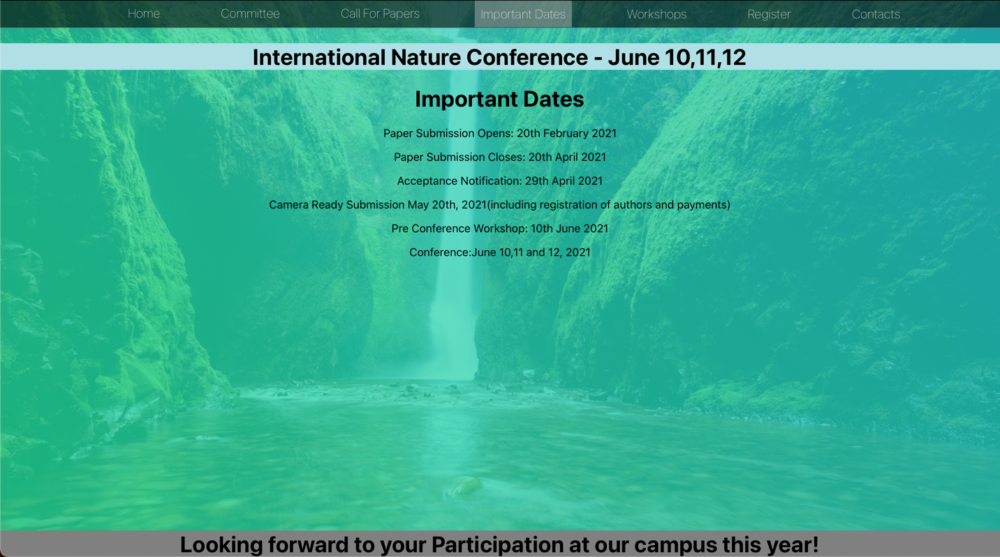 Home Committee Call For Papers Important Dates Workshops Register Contacts
International Nature Conference - June 10,11,12
Important Dates
Paper Submission Opens: 20th February 2021
Paper Submission Closes: 20th April 2021
Acceptance Notification: 29th April 2021
Camera Ready Submission May 20th, 2021(including registration of authors and payments)
Pre Conference Workshop: 10th June 2021
Conference:June 10,11 and 12, 2021
Looking forward to your Participation at our campus this year!